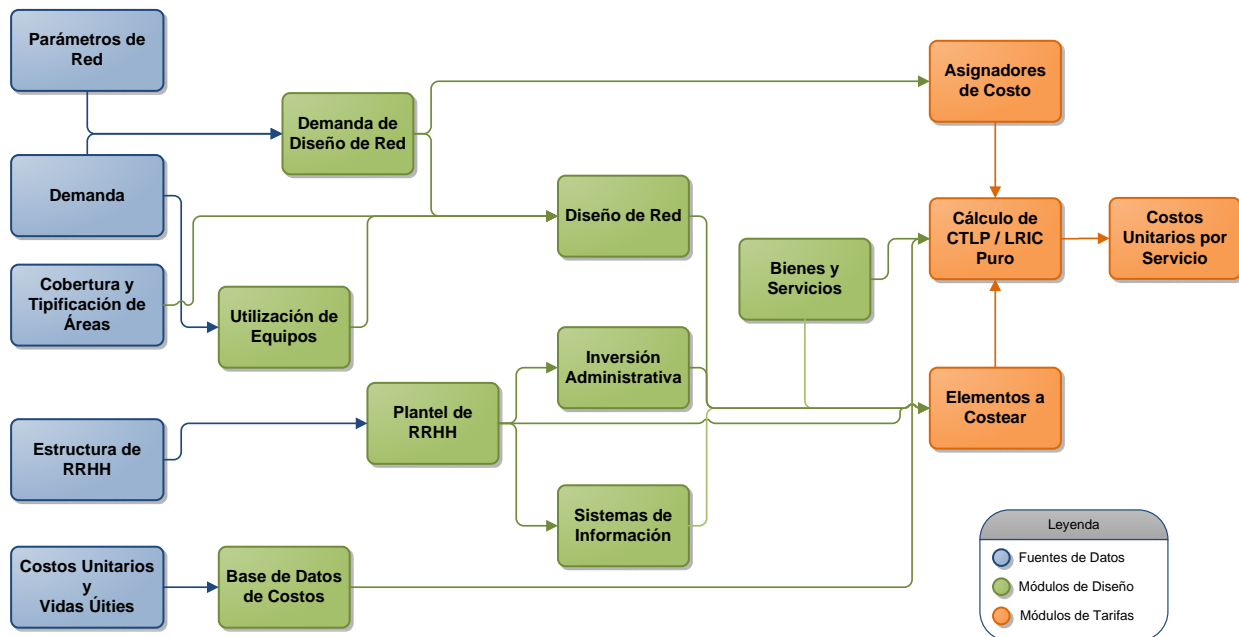 Parámetros de
Red
Demanda
Cobertura y
Tipificación de
Áreas
Estructura de
RRHH
Costos Unitarios
y
Vidas Úities
Demanda de
Diseño de Red
Utilización de
Equipos
Plantel de
RRHH
Base de Datos
de Costos
Diseño de Red
Inversión
Administrativa
Sistemas de
Información
Bienes y
Servicios
Asignadores
de Costo
Cálculo de
CTLP / LRIC
Puro
Costos
Unitarios por
Servicio
Elementos a
Costear
Leyenda
Fuentes de Datos
Módulos de Diseño
Módulos de Tarifas